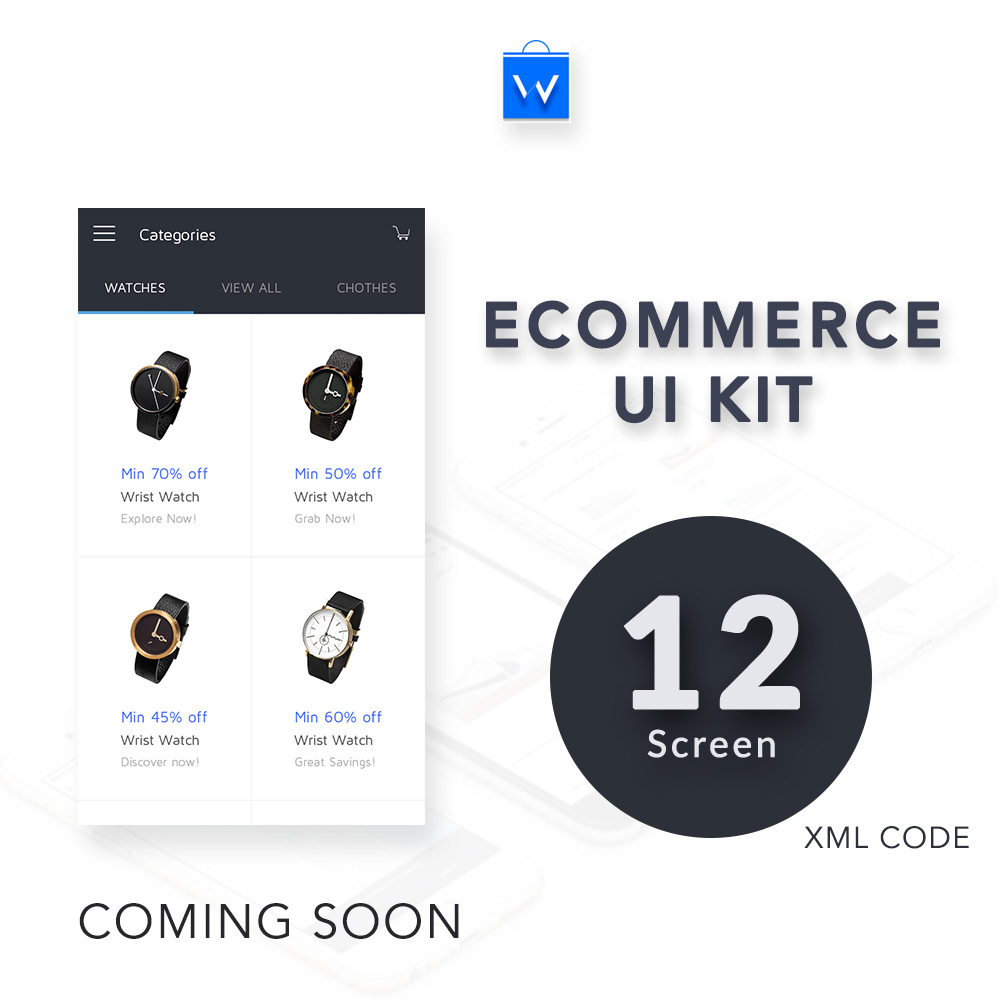 W
Categories
WATCHES VIEW ALL CHOTHES
Min 70% off
Wrist Watch
Explore Now!
Min 50% off
Wrist Watch
Grab Now!
Min 45% off
Wrist Watch
Discover now!
Min 60% off
Wrist Watch
Great Savings!
ECOMMERCE
UI KIT
12
Screen
XML CODE
COMING SOON